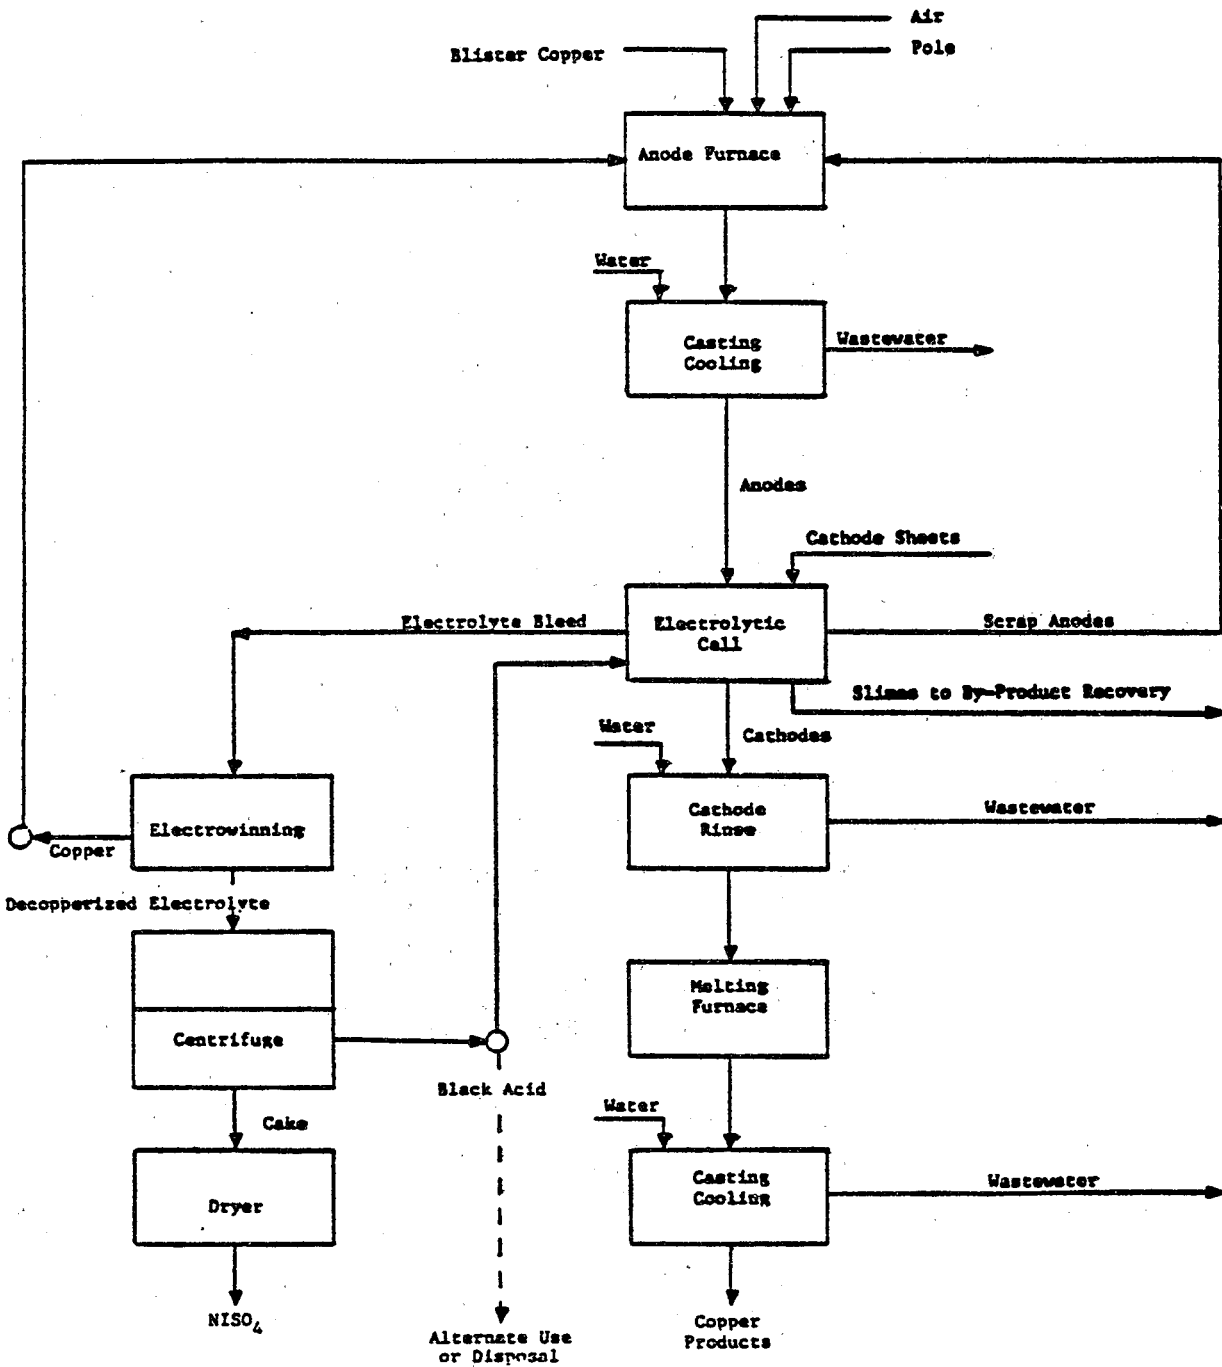 Air
Blister Copper
Pole
Anode Furnace
Water
Casting
Cooling
Wastewater
Anodes
Cathode Sheets
Electrolyte Bleed
Electrolytic
Call
Scrap Anodes
Slimes to By-Product Recovery
Water
Cathodes
Cathode
Rinse
Wastewater
Electrowinning
Copper
Decopperized Electrolyte
Melting
Furnace
Centrifuge
Black Acid
Water
Cake
Casting
Cooling
Wastewater
Dryer
NISO4
Copper
Products
Alternate Use
or Disposal